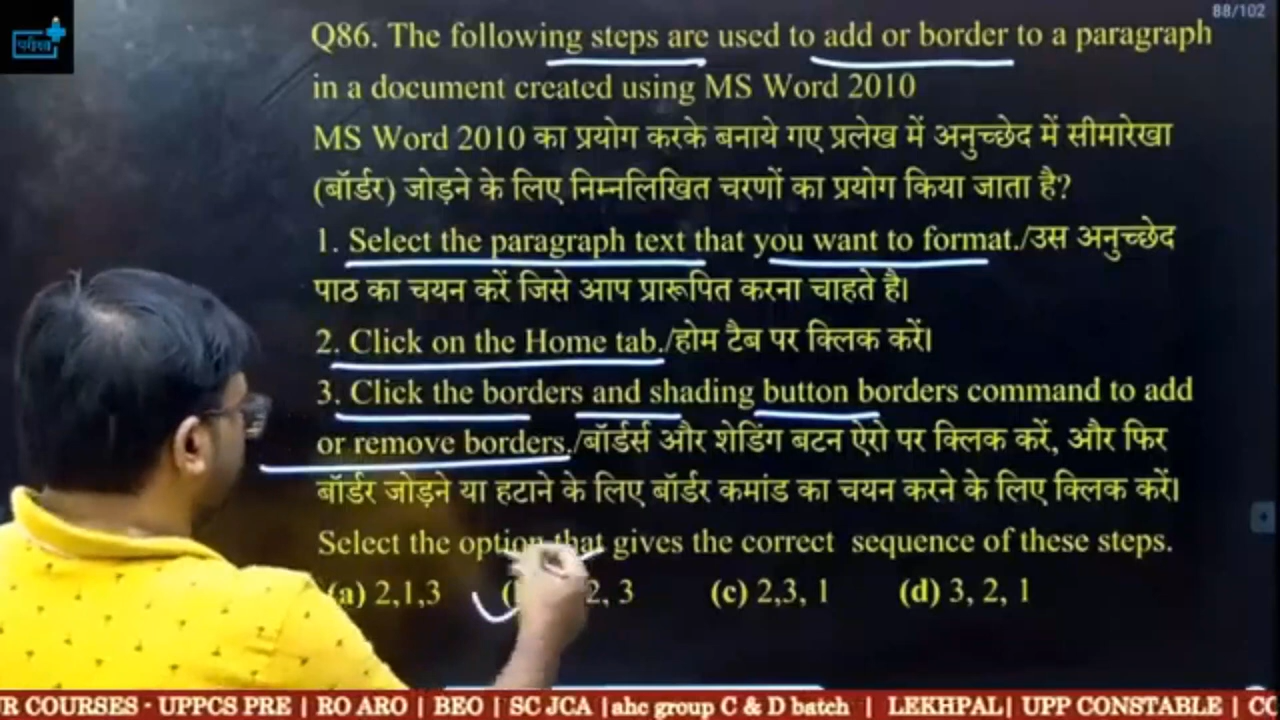 88/102
परीक्षा
Q86. The following steps are used to add or border to a paragraph
in a document created using MS Word 2010
MS Word 2010 का प्रयोग करके बनाये गए प्रलेख में अनुच्छेद में सीमारेखा
(बॉर्डर) जोड़ने के लिए निम्नलिखित चरणों का प्रयोग किया जाता है?
1. Select the paragraph text that you want to format./उस अनुच्छेद
पाठ का चयन करें जिसे आप प्रारूपित करना चाहते है।
2. Click on the Home tab./होम टैब पर क्लिक करें।
3. Click the borders and shading button borders command to add
or remove borders./बॉर्डर्स और शेडिंग बटन ऐरो पर क्लिक करें, और फिर
बॉर्डर जोड़ने या हटाने के लिए बॉर्डर कमांड का चयन करने के लिए क्लिक करें।
Select the option that gives the correct sequence of these steps.
(a) 2,1,3 ( 2, 3 (c) 2,3, 1 (d) 3, 2, 1
R COURSES - UPPCS PRE | RO ARO | BEO | SC JCA |ahc group C & D batch | LEKHPAL| UPP CONSTABLE | CO